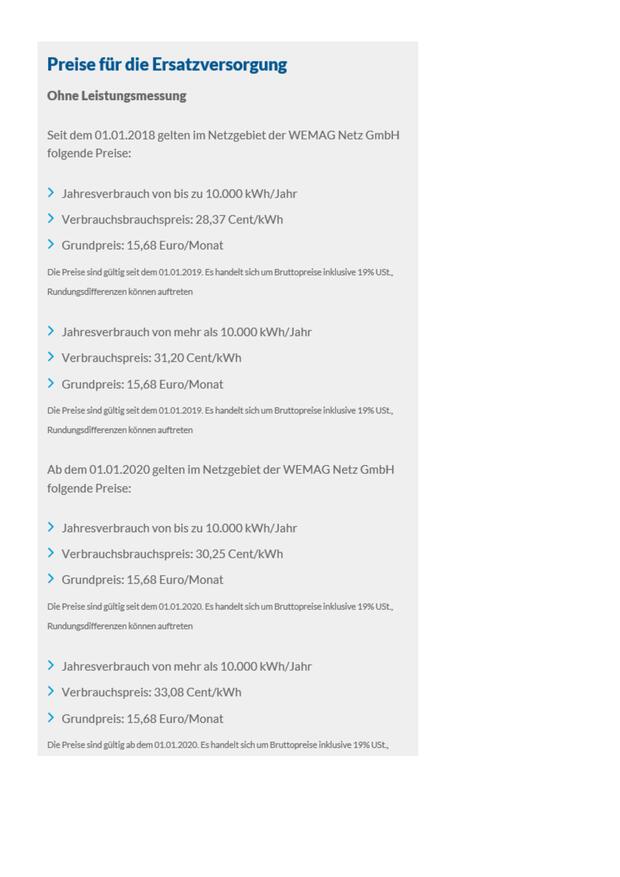 Preise für die Ersatzversorgung
Ohne Leistungsmessung
Seit dem 01.01.2018 gelten im Netzgebiet der WEMAG Netz GmbH
folgende Preise:
Jahresverbrauch von bis zu 10.000 kWh/Jahr
Verbrauchsbrauchspreis: 28,37 Cent/kWh
Grundpreis: 15,68 Euro/Monat
Die Preise sind gültig seit dem 01.01.2019. Es handelt sich um Bruttopreise inklusive 19% USt.,
Rundungsdifferenzen können auftreten
Jahresverbrauch von mehr als 10.000 kWh/Jahr
Verbrauchspreis: 31,20 Cent/kWh
Grundpreis: 15,68 Euro/Monat
Die Preise sind gültig seit dem 01.01.2019. Es handelt sich um Bruttopreise inklusive 19% USt.,
Rundungsdifferenzen können auftreten
Ab dem 01.01.2020 gelten im Netzgebiet der WEMAG Netz GmbH
folgende Preise:
Jahresverbrauch von bis zu 10.000 kWh/Jahr
Verbrauchsbrauchspreis: 30,25 Cent/kWh
Grundpreis: 15,68 Euro/Monat
Die Preise sind gültig seit dem 01.01.2020. Es handelt sich um Bruttopreise inklusive 19% USt.,
Rundungsdifferenzen können auftreten
Jahresverbrauch von mehr als 10.000 kWh/Jahr
Verbrauchspreis: 33,08 Cent/kWh
Grundpreis: 15,68 Euro/Monat
Die Preise sind gültig ab dem 01.01.2020. Es handelt sich um Bruttopreise inklusive 19% USt.,